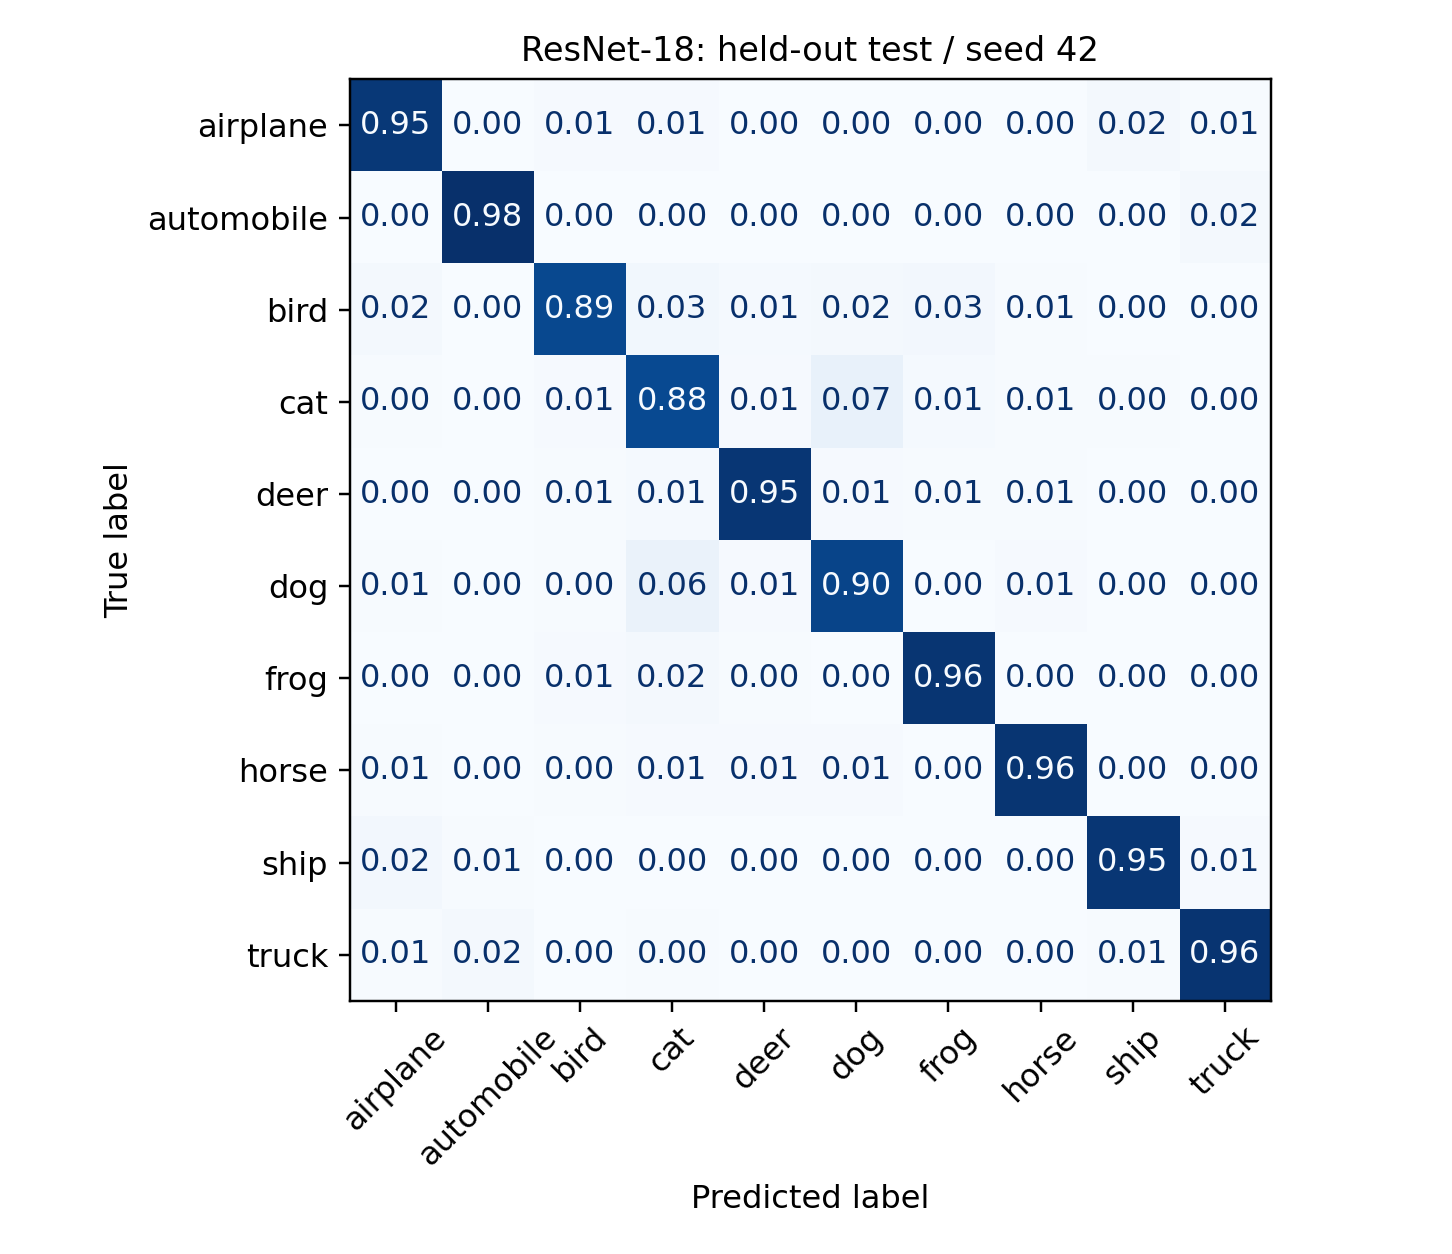 ResNet-18: held-out test / seed 42
airplane 0.95 0.00 0.01 0.01 0.00 0.00 0.00 0.00 0.02 0.01
automobile 0.00 0.98 0.00 0.00 0.00 0.00 0.00 0.00 0.00 0.02
bird 0.02 0.00 0.89 0.03 0.01 0.02 0.03 0.01 0.00 0.00
cat 0.00 0.00 0.01 0.88 0.01 0.07 0.01 0.01 0.00 0.00
deer 0.00 0.00 0.01 0.01 0.95 0.01 0.01 0.01 0.00 0.00
dog 0.01 0.00 0.00 0.06 0.01 0.90 0.00 0.01 0.00 0.00
frog 0.00 0.00 0.01 0.02 0.00 0.00 0.96 0.00 0.00 0.00
horse 0.01 0.00 0.00 0.01 0.01 0.01 0.00 0.96 0.00 0.00
ship 0.02 0.01 0.00 0.00 0.00 0.00 0.00 0.00 0.95 0.01
truck 0.01 0.02 0.00 0.00 0.00 0.00 0.00 0.00 0.01 0.96
True label
airplane automobile bird cat deer dog frog horse ship truck
Predicted label